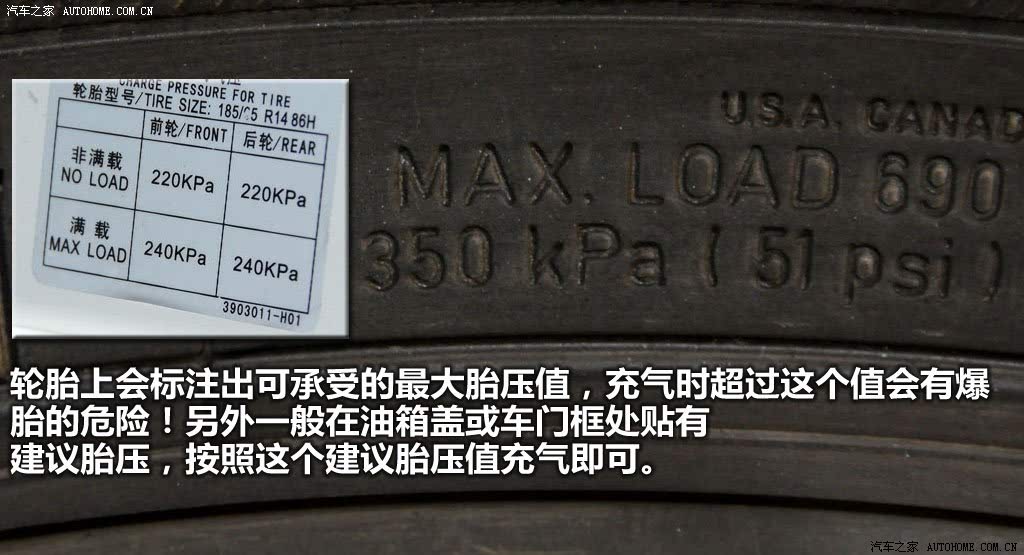 汽车之家 AUTOHOME.COM.CN
CHARGE PRESSURE FOR TIRE
轮胎型号/TIRE SIZE: 185/65 R14 86H
前轮/FRONT 后轮/REAR
非满载
NO LOAD 220KPa 220KPa
满 载
MAX LOAD 240KPa 240KPa
3903011-H01
U.S.A. CANAD
MAX. LOAD 690
350 kPa ( 51 psi )
轮胎上会标注出可承受的最大胎压值，充气时超过这个值会有爆
胎的危险！另外一般在油箱盖或车门框处贴有
建议胎压，按照这个建议胎压值充气即可。
汽车之家 AUTOHOME.COM.CN